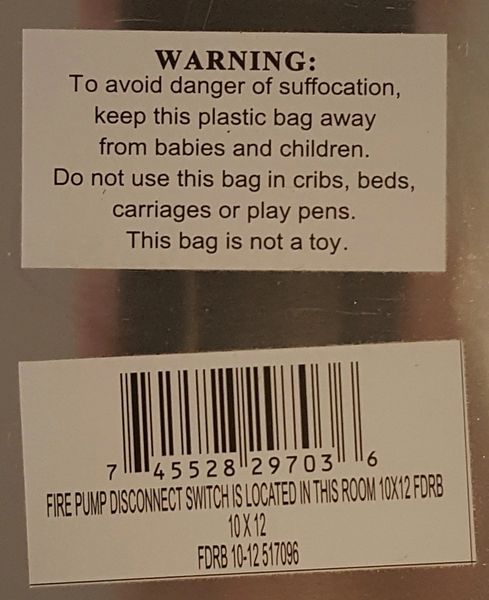 WARNING:
To avoid danger of suffocation,
keep this plastic bag away
from babies and children.
Do not use this bag in cribs, beds,
carriages or play pens.
This bag is not a toy.
7 45528 29703 6
FIRE PUMP DISCONNECT SWITCH IS LOCATED IN THIS ROOM 10X12 FDRB
10 X 12
FDRB 10-12 517096